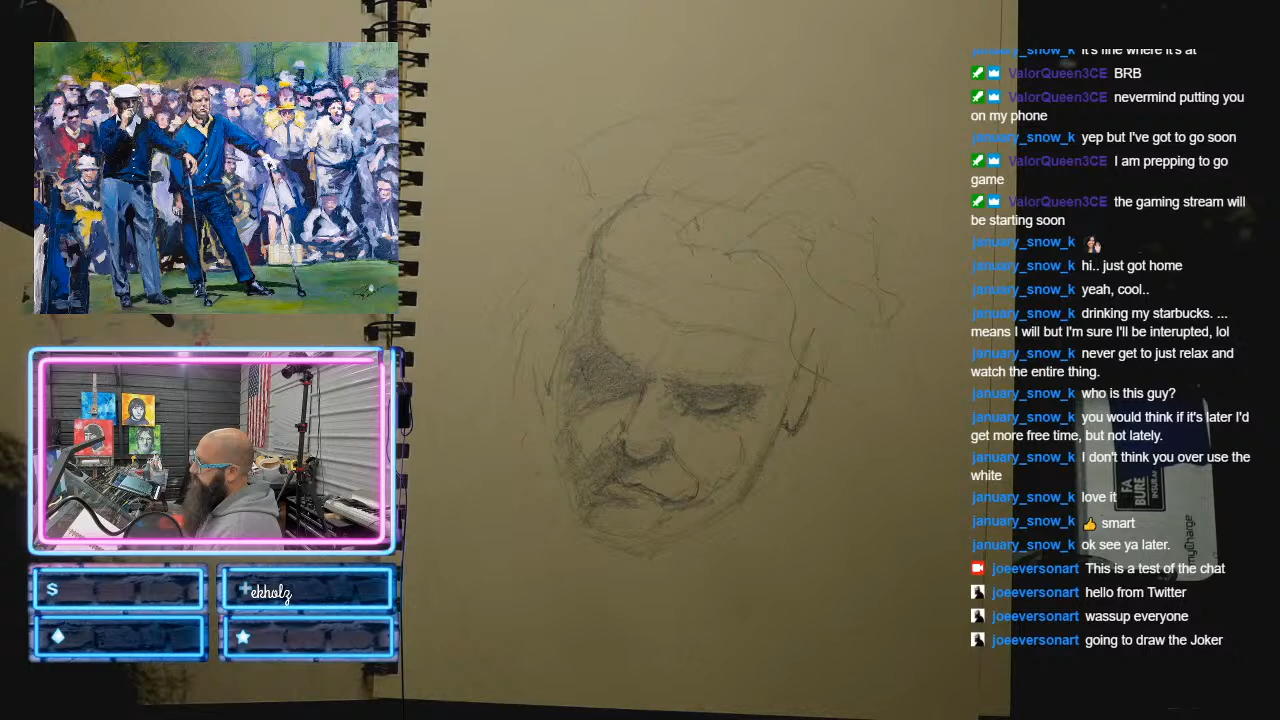 january_snow_k it's fine where it's at
ValorQueen3CE BRB
ValorQueen3CE nevermind putting you
on my phone
january_snow_k yep but I've got to go soon
ValorQueen3CE I am prepping to go
game
ValorQueen3CE the gaming stream will
be starting soon
january_snow_k
january_snow_k hi.. just got home
january_snow_k yeah, cool..
january_snow_k drinking my starbucks. ...
means I will but I'm sure I'll be interupted, lol
january_snow_k never get to just relax and
watch the entire thing.
january_snow_k who is this guy?
january_snow_k you would think if it's later I'd
get more free time, but not lately.
january_snow_k I don't think you over use the
white
january_snow_k love it
january_snow_k 👍 smart
january_snow_k ok see ya later.
joeeversonart This is a test of the chat
joeeversonart hello from Twitter
joeeversonart wassup everyone
joeeversonart going to draw the Joker
$
ekholz
FA
BURE
INSURA
myCharge